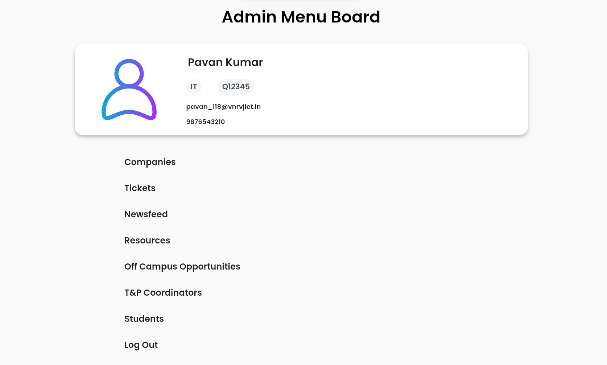 Admin Menu Board
Pavan Kumar
IT Q12345
pavan_i18@vnrvjiet.in
9876543210
Companies
Tickets
Newsfeed
Resources
Off Campus Opportunities
T&P Coordinators
Students
Log Out